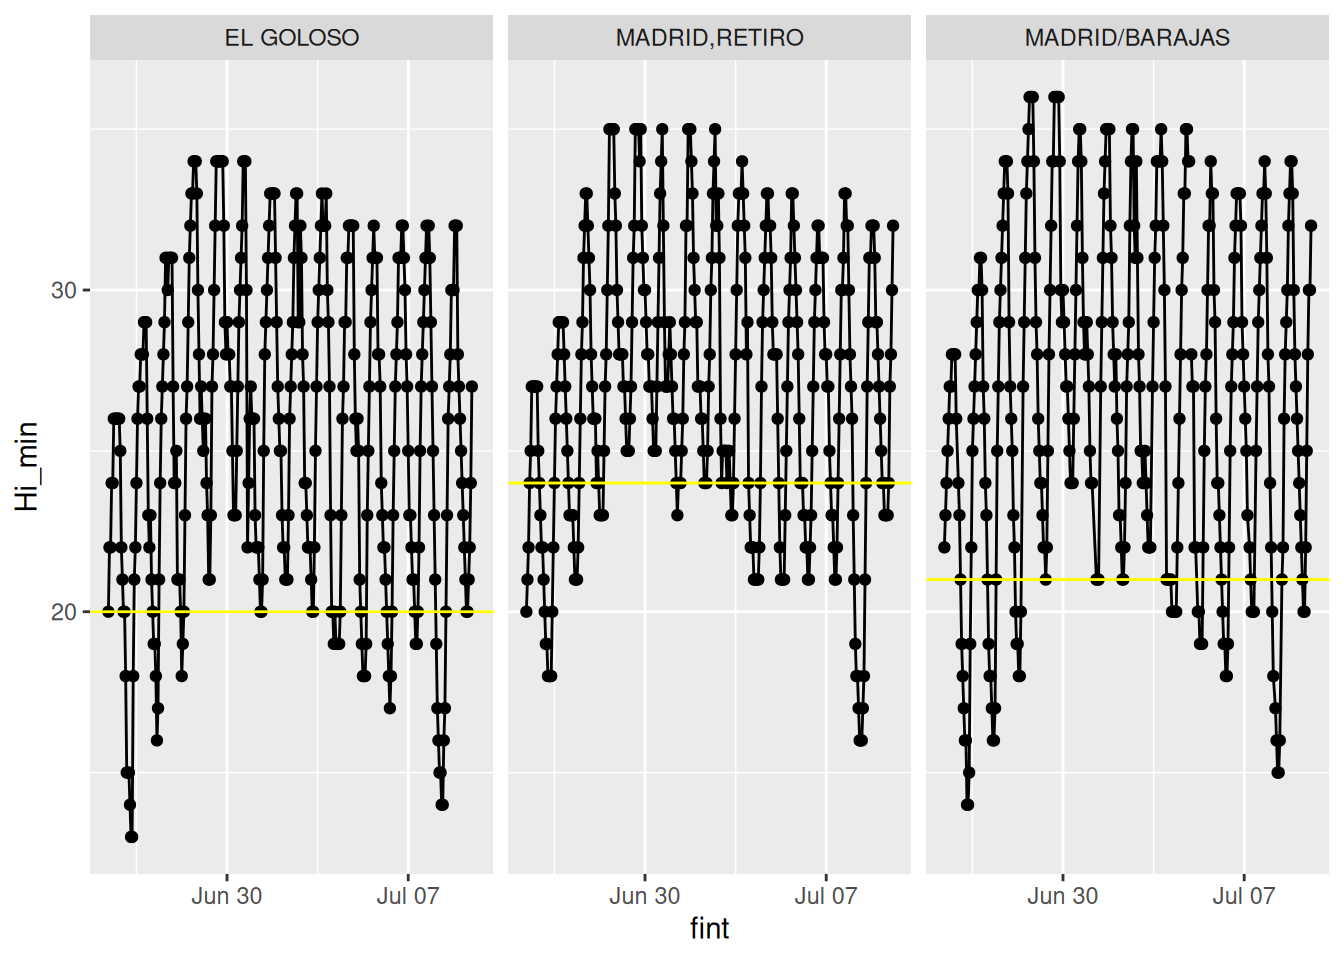 EL GOLOSO
MADRID,RETIRO
MADRID/BARAJAS
Hi_min
30
20
Jun 30
Jul 07
Jun 30
Jul 07
Jun 30
Jul 07
fint